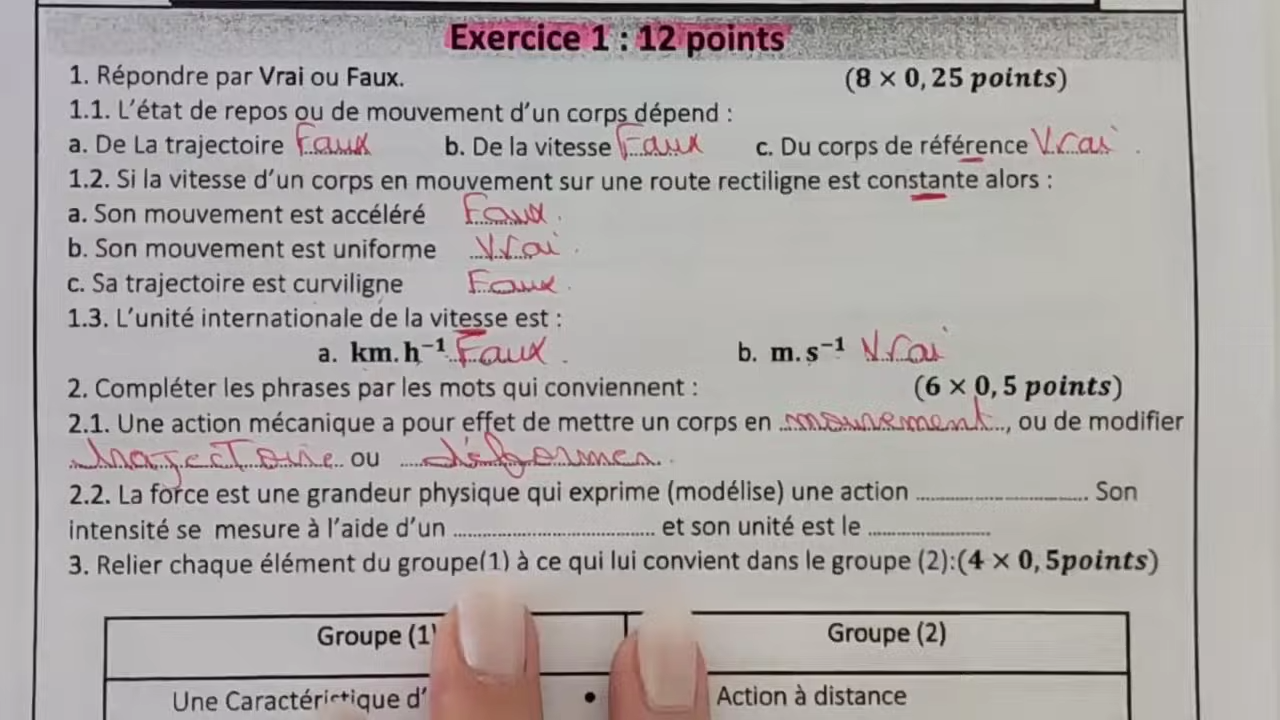 Exercice 1 : 12 points
1. Répondre par Vrai ou Faux. (8 × 0,25 points)
1.1. L'état de repos ou de mouvement d'un corps dépend :
a. De La trajectoire Faux b. De la vitesse Faux c. Du corps de référence Vrai .
1.2. Si la vitesse d'un corps en mouvement sur une route rectiligne est constante alors :
a. Son mouvement est accéléré Faux.
b. Son mouvement est uniforme Vrai.
c. Sa trajectoire est curviligne Faux.
1.3. L'unité internationale de la vitesse est :
a. km.h⁻¹ Faux. b. m.s⁻¹ Vrai
2. Compléter les phrases par les mots qui conviennent : (6 × 0,5 points)
2.1. Une action mécanique a pour effet de mettre un corps en mouvement, ou de modifier
trajectoire ou déformer.
2.2. La force est une grandeur physique qui exprime (modélise) une action .............................. Son
intensité se mesure à l'aide d'un .................................... et son unité est le ......................
3. Relier chaque élément du groupe(1) à ce qui lui convient dans le groupe (2):(4 × 0,5points)
Groupe (1) Groupe (2)
Une Caractéristique d' • Action à distance